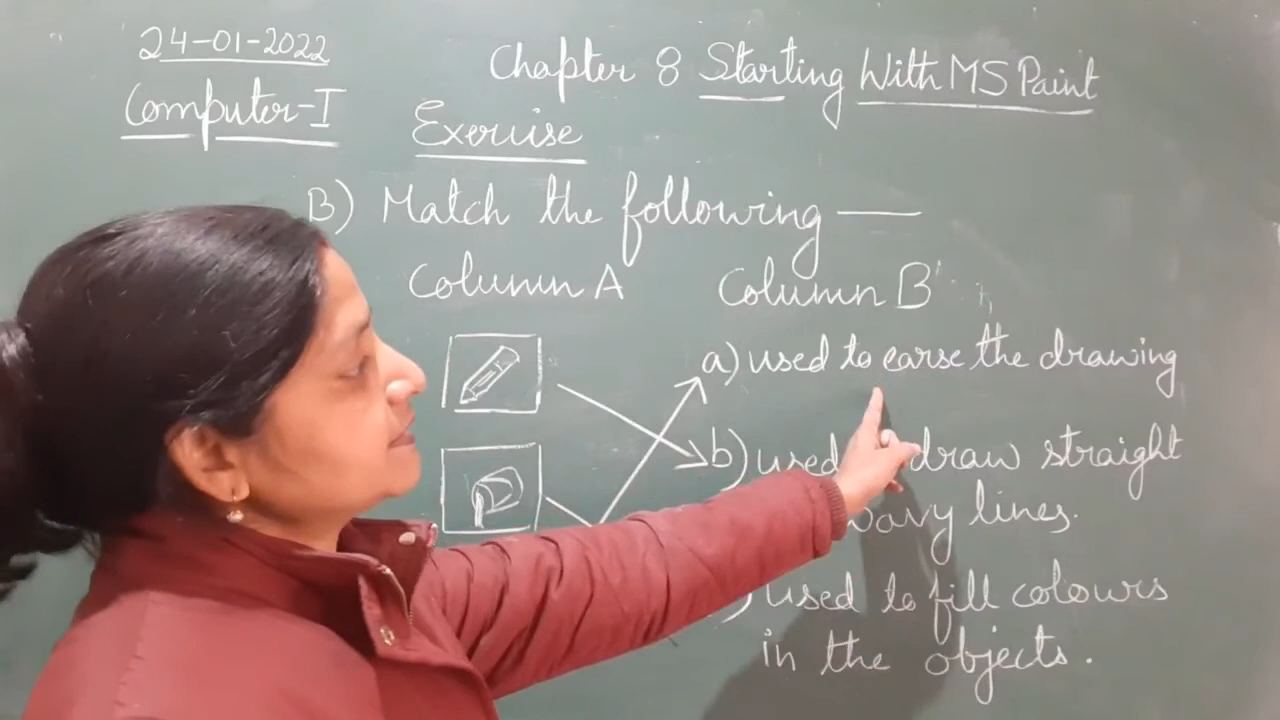 24-01-2022
Chapter 8 Starting With MS Paint
Computer-I
Exercise
B) Match the following —
Column A
Column B
a) used to earse the drawing
b) used draw straight
wavy lines.
used to fill colours
in the objects.